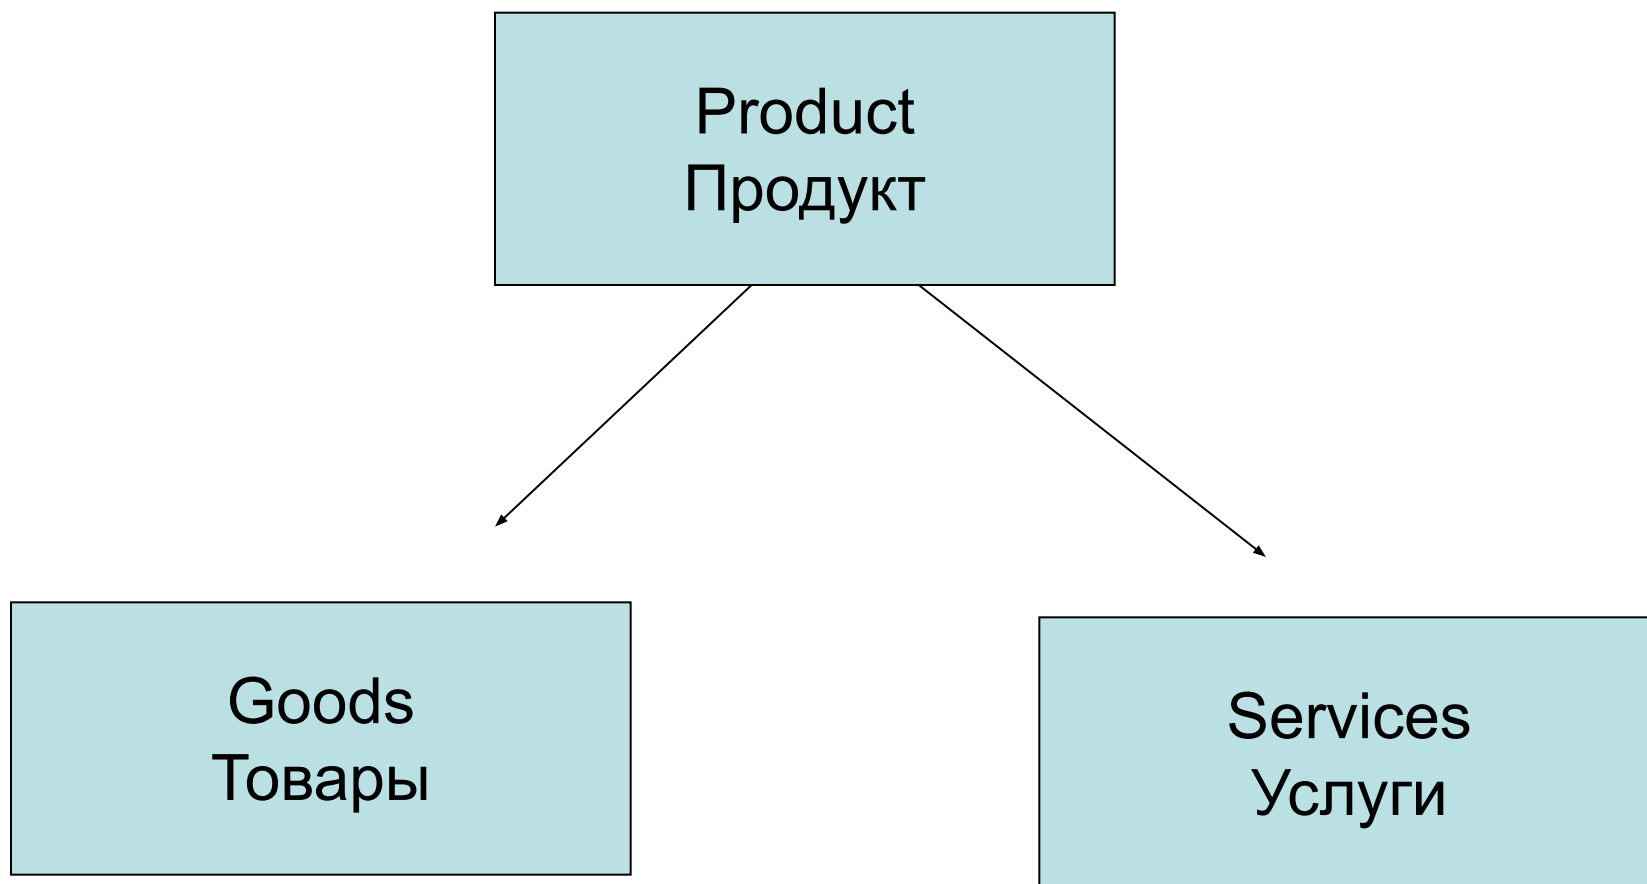 Product
Продукт
Goods
Товары
Services
Услуги